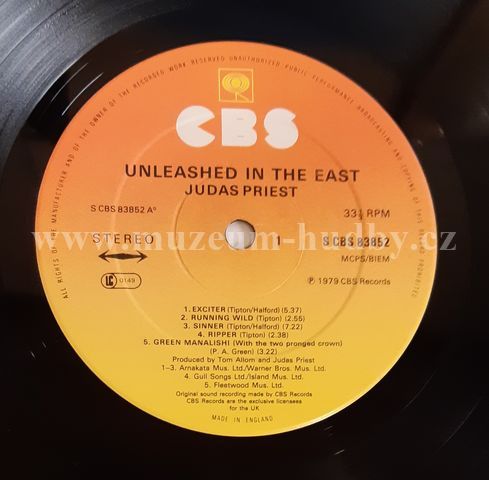 ALL RIGHTS OF THE MANUFACTURER AND OF THE OWNER OF THE RECORDED WORK RESERVED UNAUTHORISED PUBLIC PERFORMANCE BROADCASTING AND COPYING OF THIS RECORD PROHIBITED
CBS
UNLEASHED IN THE EAST
JUDAS PRIEST
S CBS 83852 A°
33⅓ RPM
www.muzeum-hudby.cz
STEREO
1
S CBS 83852
MCPS/BIEM
LC 0149
℗ 1979 CBS Records
1. EXCITER (Tipton/Halford) (5.37)
2. RUNNING WILD (Tipton) (2.55)
3. SINNER (Tipton/Halford) (7.22)
4. RIPPER (Tipton) (2.38)
5. GREEN MANALISHI (With the two pronged crown)
(P. A. Green) (3.22)
Produced by Tom Allom and Judas Priest
1–3. Arnakata Mus. Ltd./Warner Bros. Mus. Ltd.
4. Gull Songs Ltd./Island Mus. Ltd.
5. Fleetwood Mus. Ltd.
Original sound recording made by CBS Records
CBS Records are the exclusive licensees
for the UK
MADE IN ENGLAND